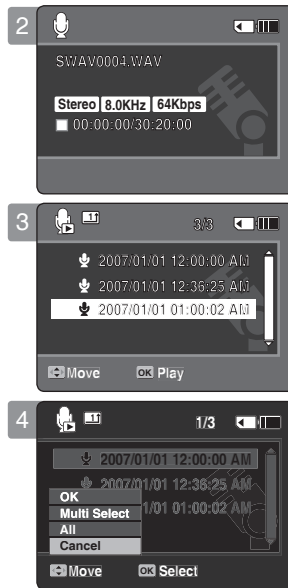 2
SWAV0004.WAV
Stereo 8.0KHz 64Kbps
00:00:00/30:20:00
3
3/3
2007/01/01 12:00:00 AM
2007/01/01 12:36:25 AM
2007/01/01 01:00:02 AM
Move OK Play
4
1/3
2007/01/01 12:00:00 AM
2007/01/01 12:36:25 AM
OK
1/01 01:00:02 AM
Multi Select
All
Cancel
Move OK Select